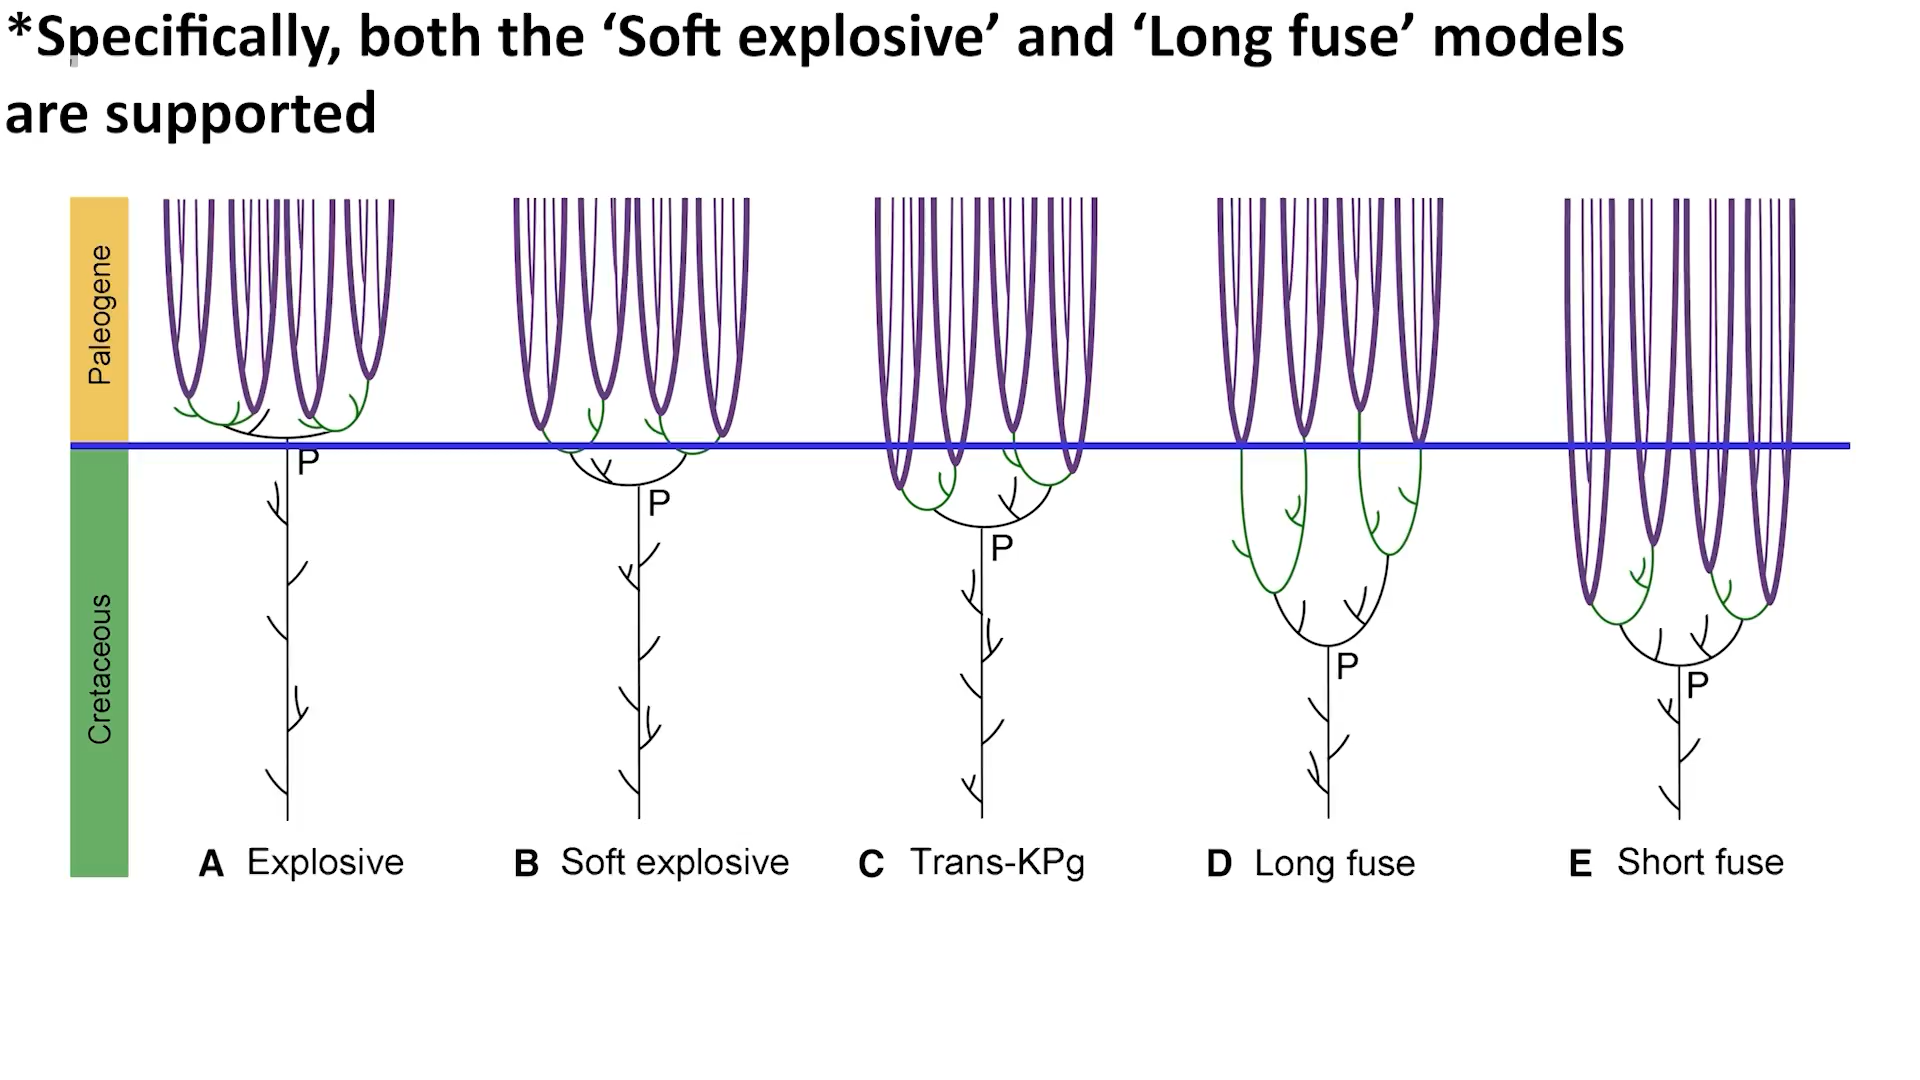 *Specifically, both the ‘Soft explosive’ and ‘Long fuse’ models
are supported
Paleogene
Cretaceous
P
P
P
P
P
A Explosive
B Soft explosive
C Trans-KPg
D Long fuse
E Short fuse